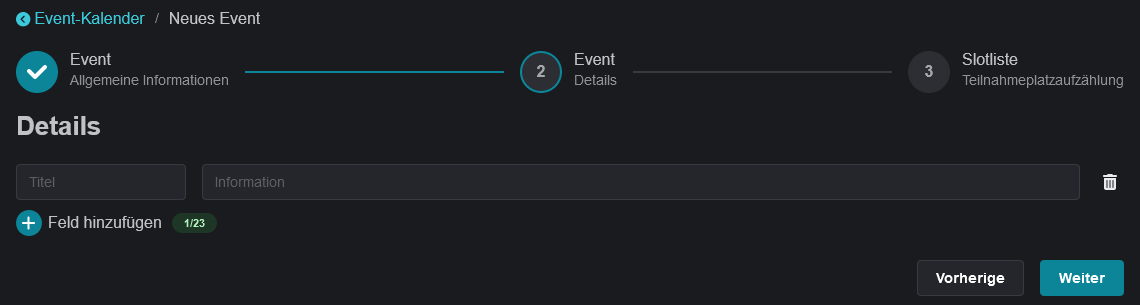 Event-Kalender / Neues Event
Event
Allgemeine Informationen
2
Event
Details
3
Slotliste
Teilnahmeplatzaufzählung
Details
Titel
Information
Feld hinzufügen 1/23
Vorherige
Weiter